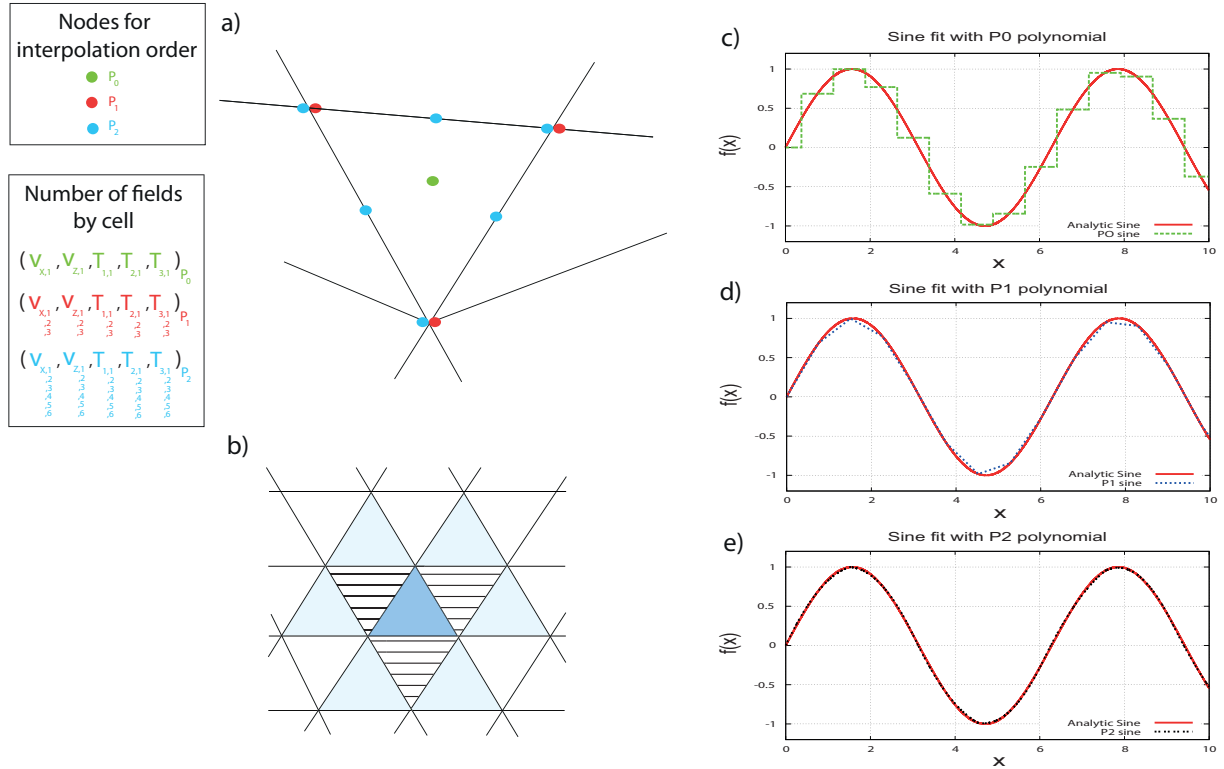 Nodes for
interpolation order
P0
P1
P2
Number of fields
by cell
(Vx,1 ,Vz,1 ,T1,1 ,T2,1 ,T3,1 )P0
(Vx,1 ,Vz,1 ,T1,1 ,T2,1 ,T3,1 )P1
,2 ,2 ,2 ,2 ,2
,3 ,3 ,3 ,3 ,3
(Vx,1 ,Vz,1 ,T1,1 ,T2,1 ,T3,1 )P2
,2 ,2 ,2 ,2 ,2
,3 ,3 ,3 ,3 ,3
,4 ,4 ,4 ,4 ,4
,5 ,5 ,5 ,5 ,5
,6 ,6 ,6 ,6 ,6
a)
b)
c)
Sine fit with P0 polynomial
f(x)
1
0.5
0
-0.5
-1
Analytic Sine
PO sine
0 2 4 6 8 10
x
d)
Sine fit with P1 polynomial
f(x)
1
0.5
0
-0.5
-1
Analytic Sine
P1 sine
0 2 4 6 8 10
x
e)
Sine fit with P2 polynomial
f(x)
1
0.5
0
-0.5
-1
Analytic Sine
P2 sine
0 2 4 6 8 10
x